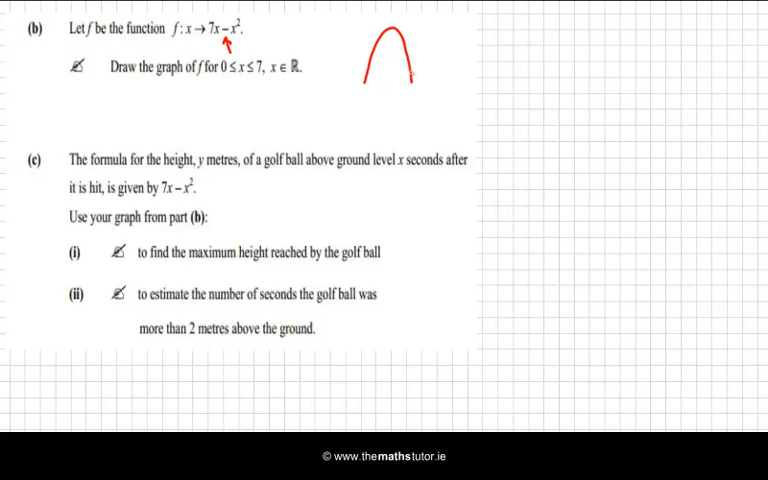 (b) Let f be the function f : x → 7x – x².
Draw the graph of f for 0 ≤ x ≤ 7, x ∈ ℝ.
(c) The formula for the height, y metres, of a golf ball above ground level x seconds after
it is hit, is given by 7x – x².
Use your graph from part (b):
(i) to find the maximum height reached by the golf ball
(ii) to estimate the number of seconds the golf ball was
more than 2 metres above the ground.
© www.themathstutor.ie